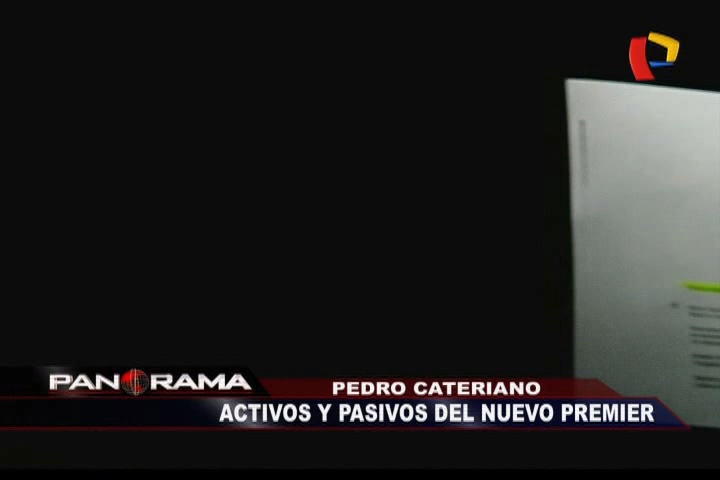 PANORAMA
PEDRO CATERIANO
ACTIVOS Y PASIVOS DEL NUEVO PREMIER